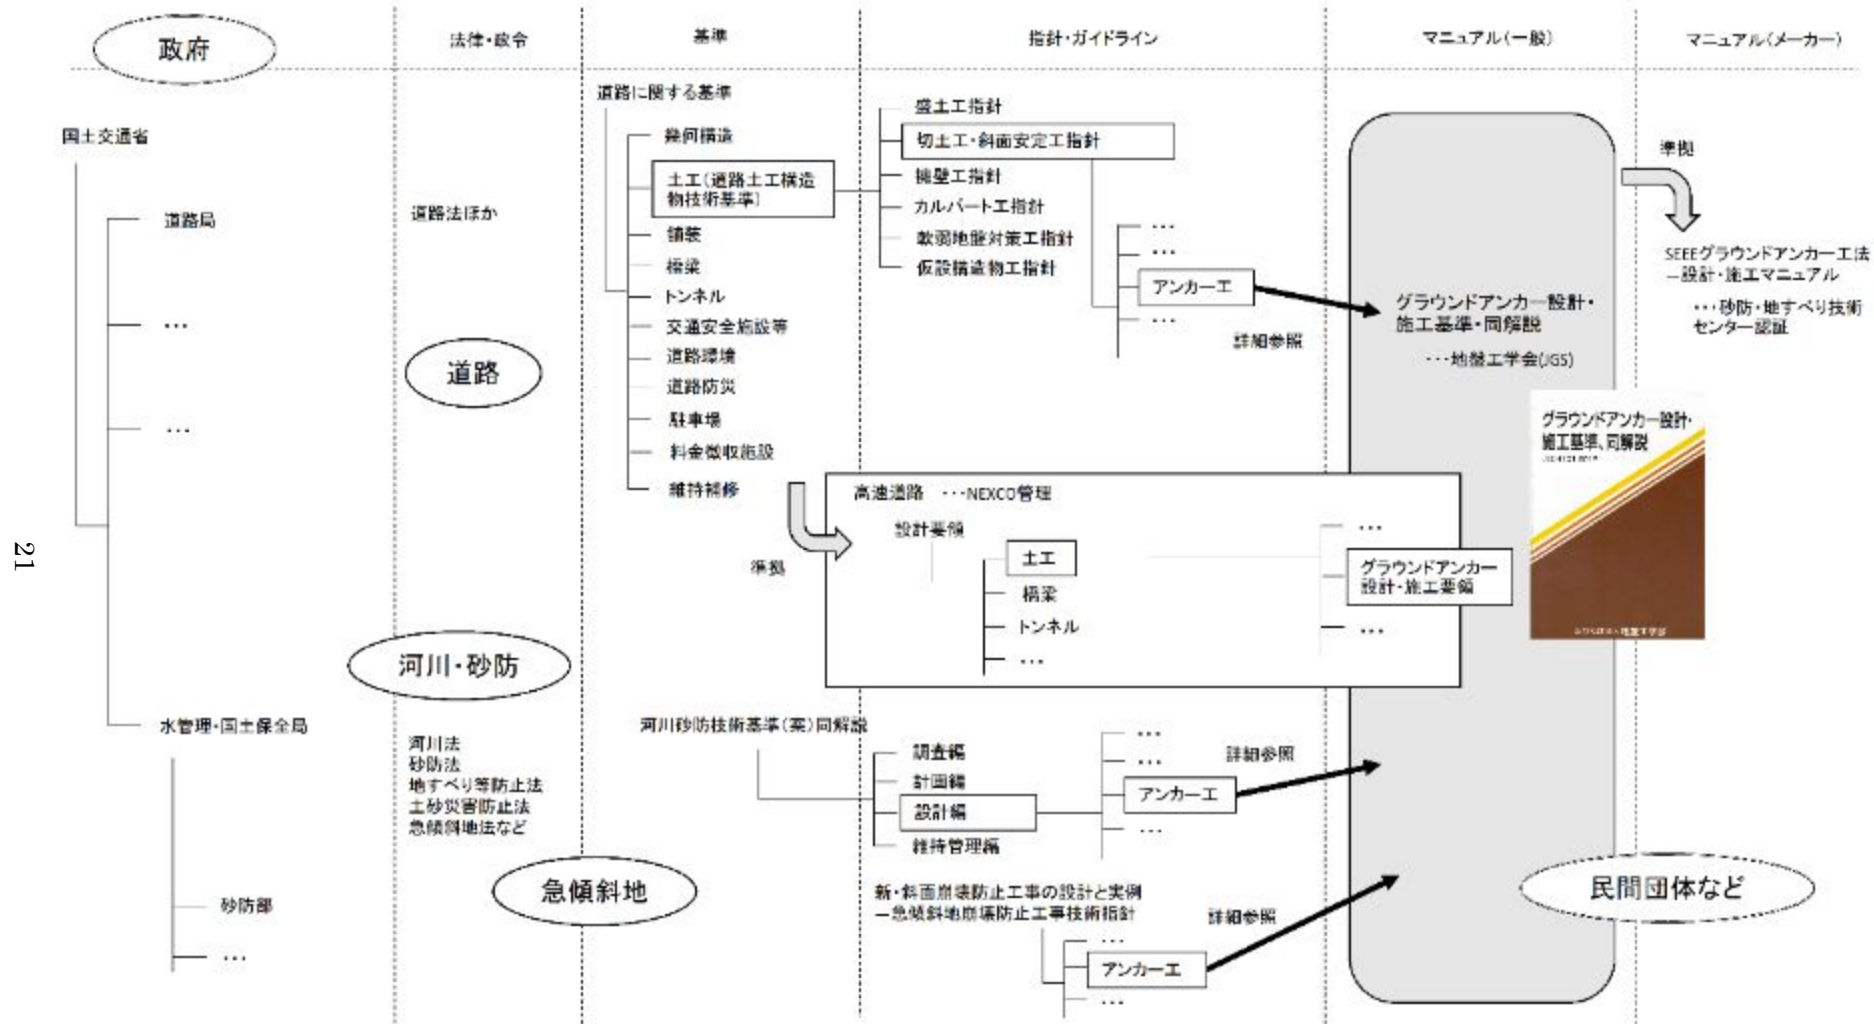 政府
法律・政令
基準
指針・ガイドライン
マニュアル(一般)
マニュアル(メーカー)
国土交通省
道路局
・・・
・・・
水管理・国土保全局
砂防部
・・・
道路法ほか
道路
河川・砂防
河川法
砂防法
地すべり等防止法
土砂災害防止法
急傾斜地法など
急傾斜地
道路に関する基準
幾何構造
土工(道路土工構造
物技術基準)
舗装
橋梁
トンネル
交通安全施設等
道路環境
道路防災
駐車場
料金徴収施設
維持補修
準拠
盛土工指針
切土工・斜面安定工指針
擁壁工指針
カルバート工指針
軟弱地盤対策工指針
仮設構造物工指針
・・・
・・・
アンカー工
・・・
詳細参照
高速道路 ・・・NEXCO管理
設計要領
土工
橋梁
トンネル
・・・
・・・
グラウンドアンカー
設計・施工要領
・・・
河川砂防技術基準(案)同解説
調査編
計画編
設計編
維持管理編
・・・
・・・
アンカー工
・・・
詳細参照
新・斜面崩壊防止工事の設計と実例
―急傾斜地崩壊防止工事技術指針
・・・
アンカー工
・・・
詳細参照
グラウンドアンカー設計・
施工基準・同解説
・・・地盤工学会(JGS)
準拠
SEEEグラウンドアンカー工法
―設計・施工マニュアル
・・・砂防・地すべり技術
センター認証
グラウンドアンカー設計・
施工基準、同解説
民間団体など
21